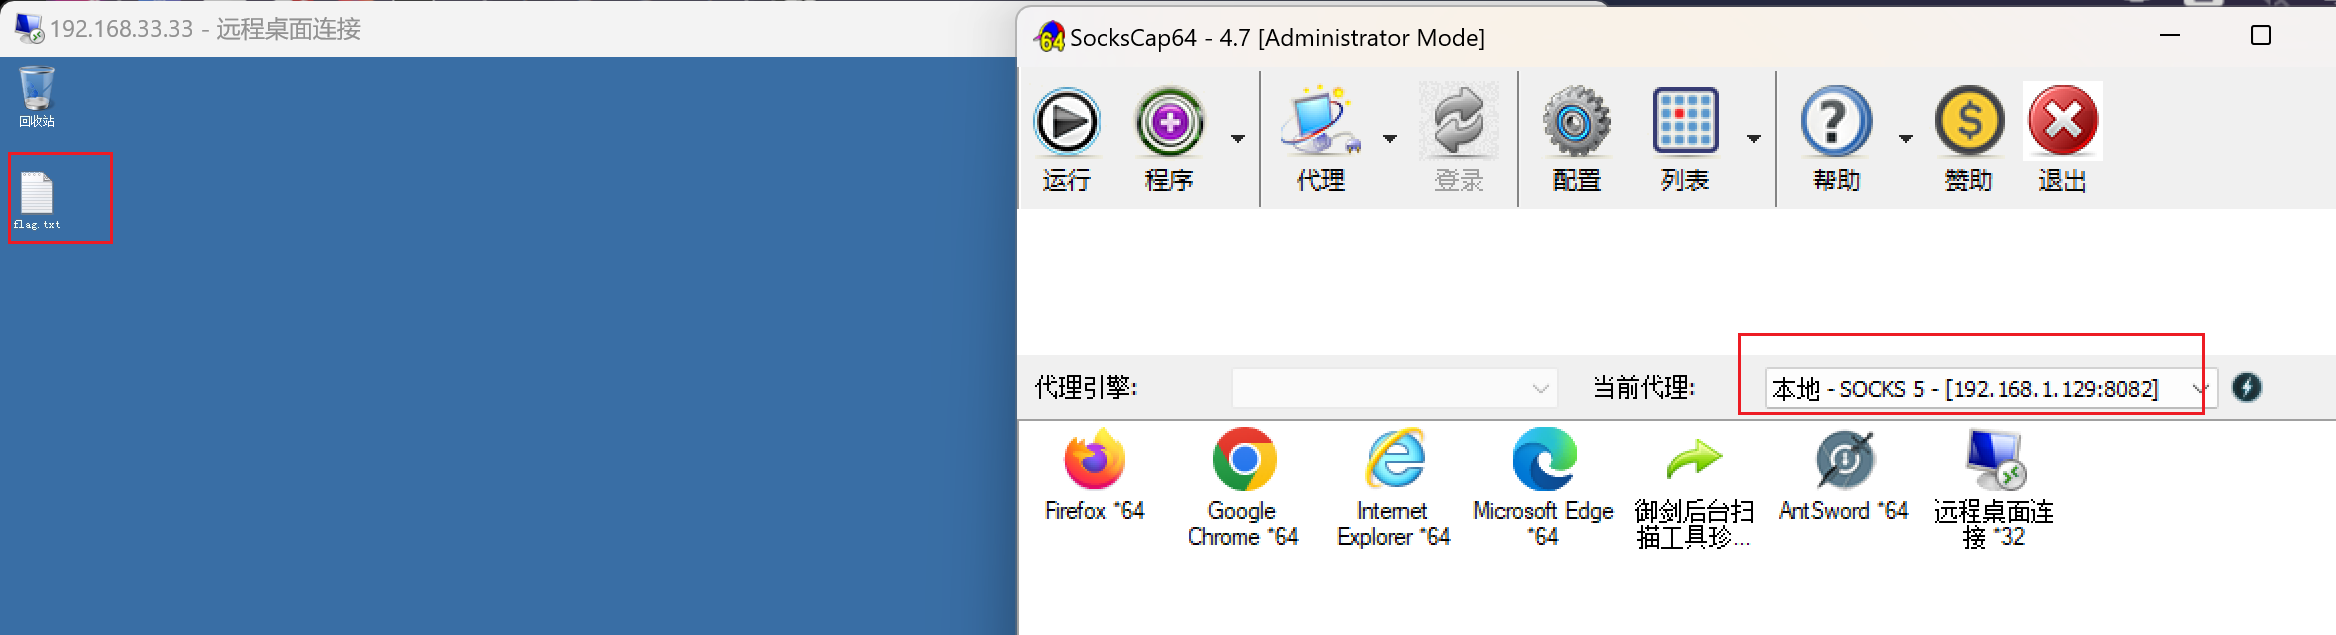 192.168.33.33 - 远程桌面连接
回收站
flag.txt
SocksCap64 - 4.7 [Administrator Mode]
64
运行
程序
代理
登录
配置
列表
帮助
赞助
退出
代理引擎:
当前代理:
本地 - SOCKS 5 - [192.168.1.129:8082]
Firefox *64
Google
Chrome *64
Internet
Explorer *64
Microsoft Edge
*64
御剑后台扫
描工具珍...
AntSword *64
远程桌面连
接 *32